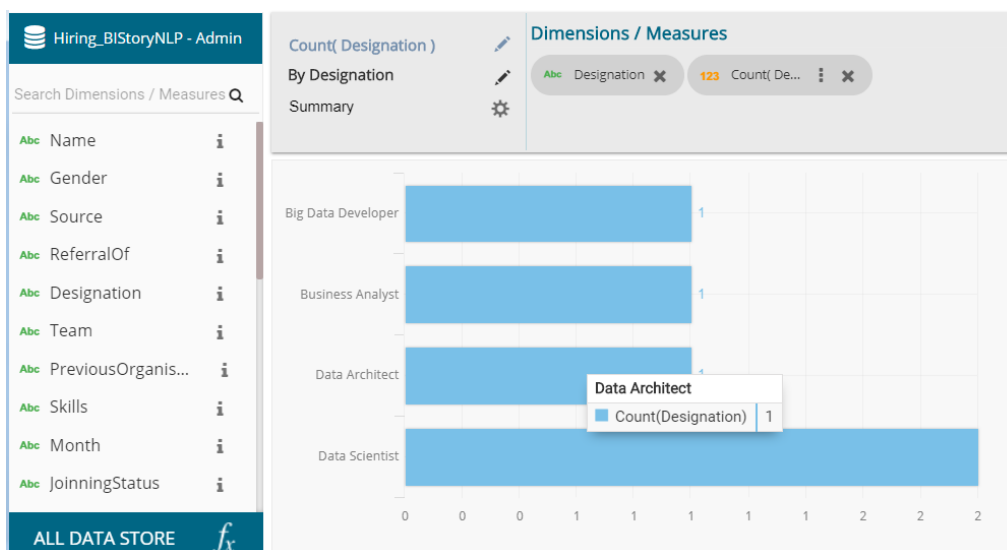 Hiring_BIStoryNLP - Admin
Search Dimensions / Measures
Abc Name i
Abc Gender i
Abc Source i
Abc ReferralOf i
Abc Designation i
Abc Team i
Abc PreviousOrganis... i
Abc Skills i
Abc Month i
Abc JoinningStatus i
ALL DATA STORE fx
Count( Designation )
By Designation
Summary
Dimensions / Measures
Abc Designation 123 Count( De...
Big Data Developer 1
Business Analyst 1
Data Architect 1
Data Architect
Count(Designation) 1
Data Scientist
0 0 0 1 1 1 1 1 2 2 2